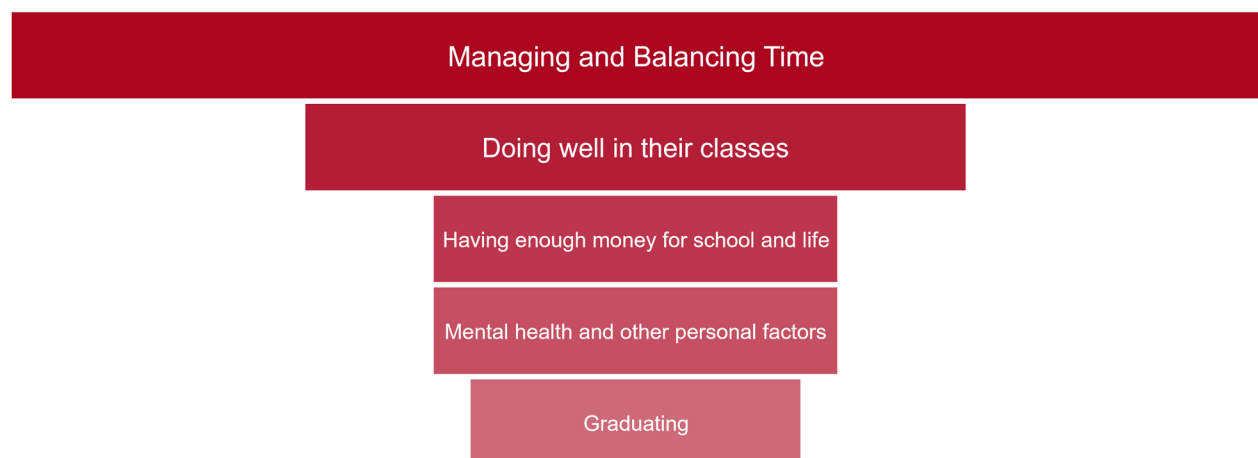 Managing and Balancing Time
Doing well in their classes
Having enough money for school and life
Mental health and other personal factors
Graduating